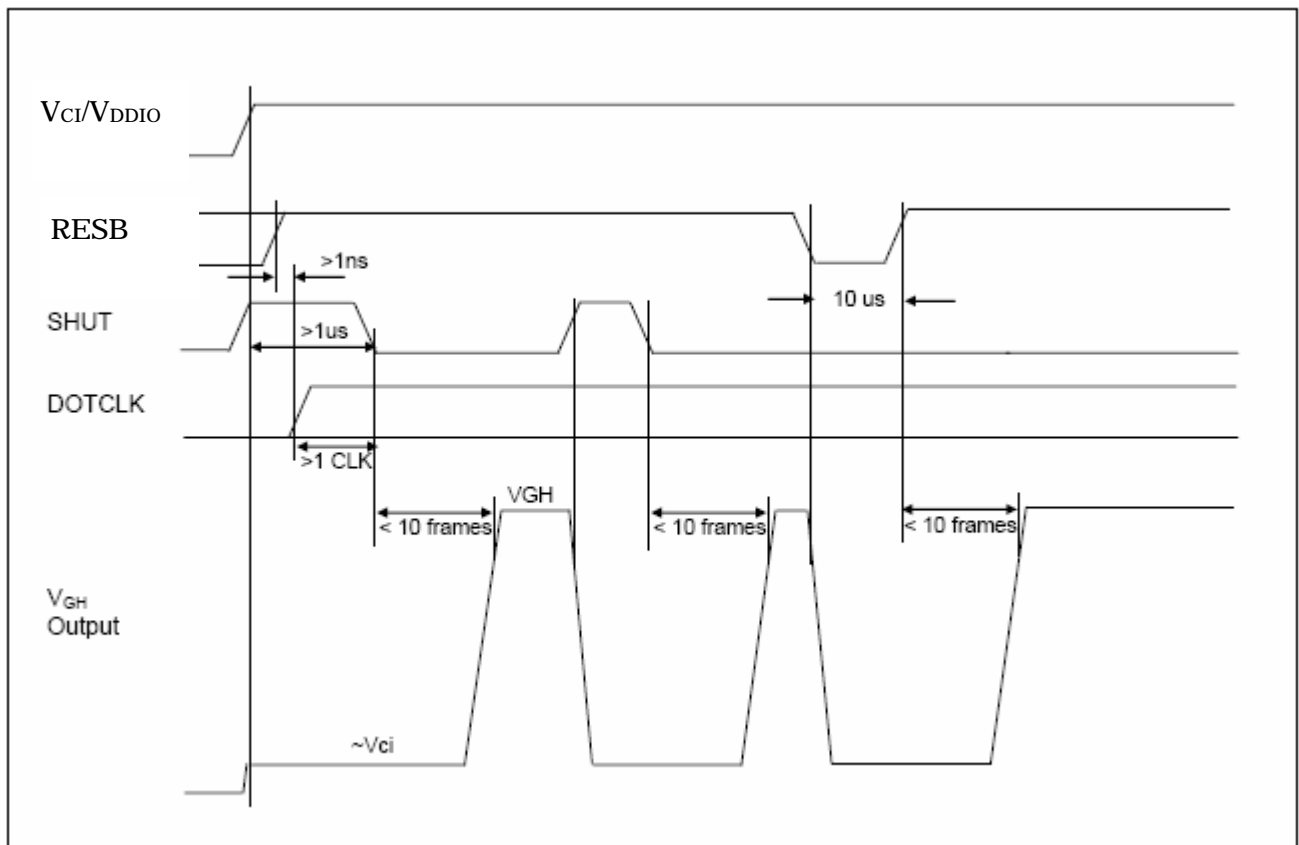 VCI/VDDIO
RESB
>1ns
10 us
SHUT
>1us
DOTCLK
>1 CLK
VGH
< 10 frames
< 10 frames
< 10 frames
VGH
Output
~Vci